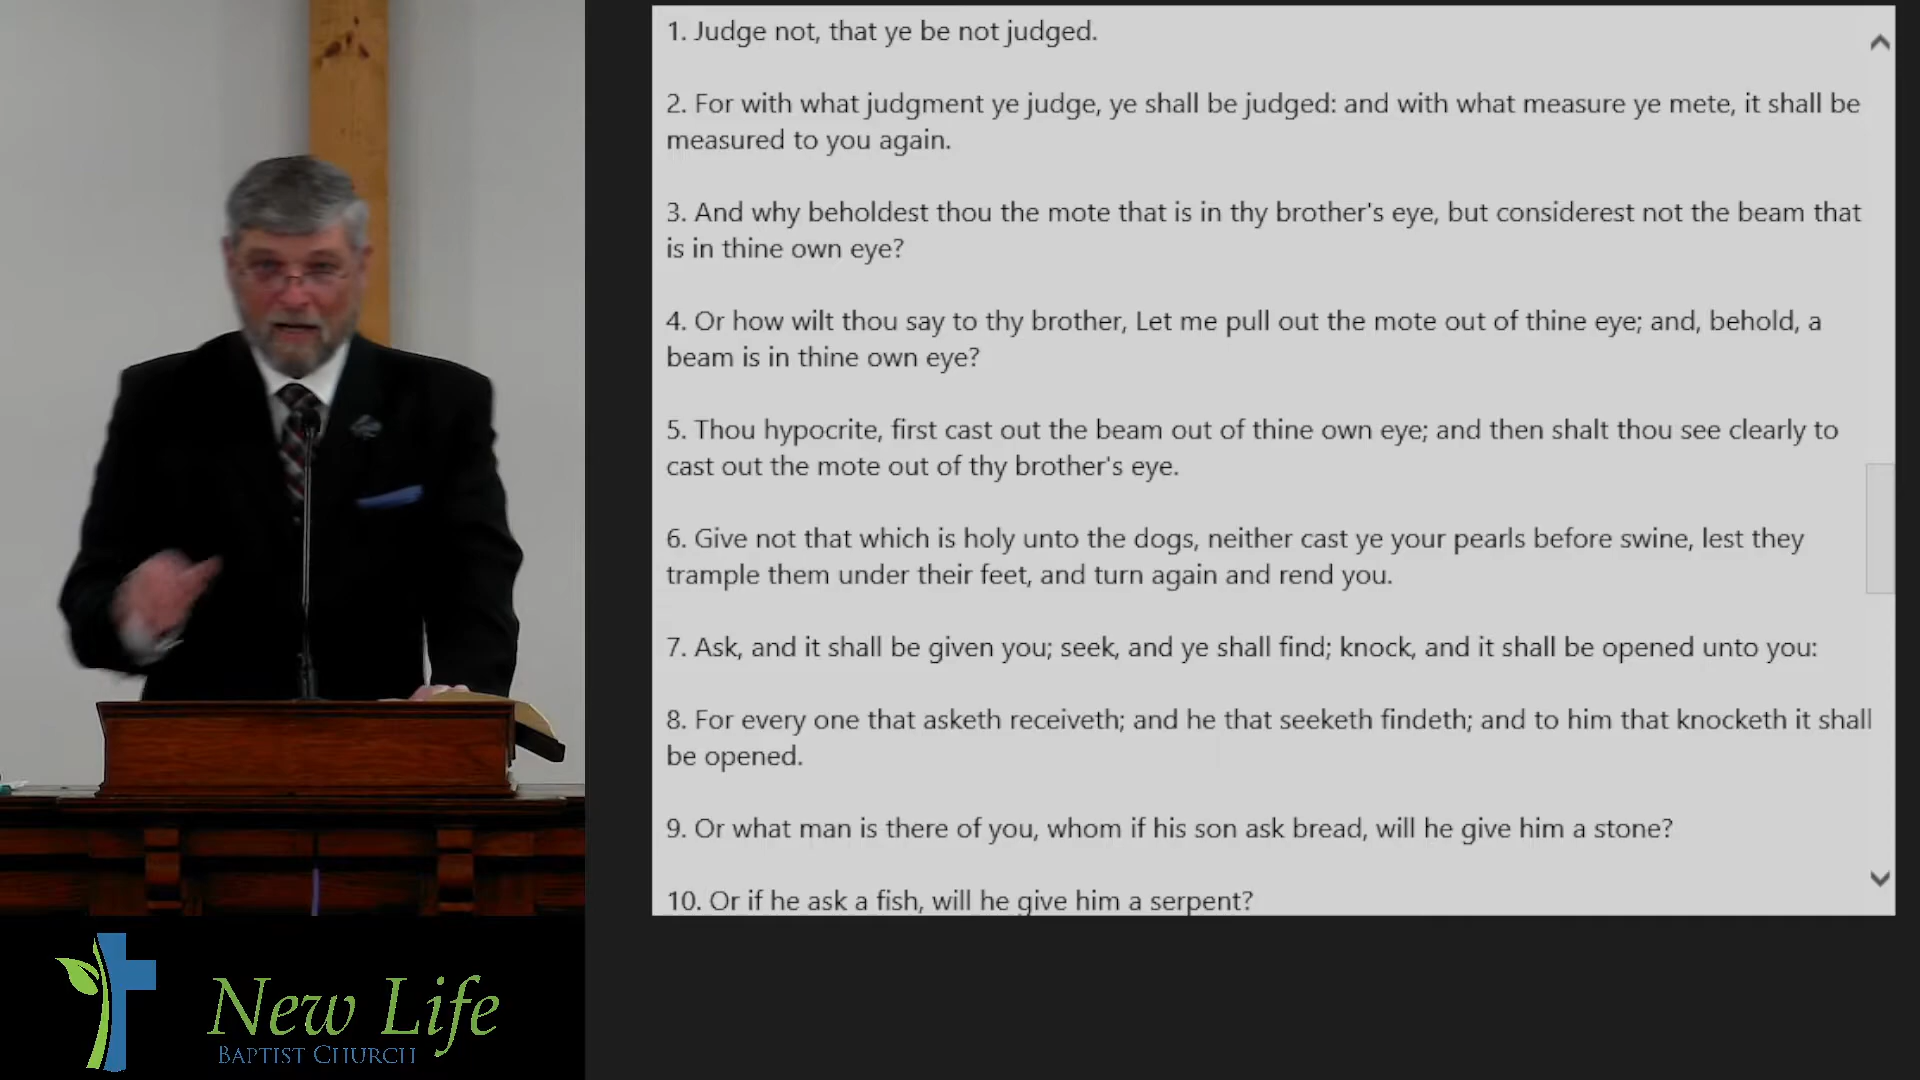 1. Judge not, that ye be not judged.
2. For with what judgment ye judge, ye shall be judged: and with what measure ye mete, it shall be
measured to you again.
3. And why beholdest thou the mote that is in thy brother's eye, but considerest not the beam that
is in thine own eye?
4. Or how wilt thou say to thy brother, Let me pull out the mote out of thine eye; and, behold, a
beam is in thine own eye?
5. Thou hypocrite, first cast out the beam out of thine own eye; and then shalt thou see clearly to
cast out the mote out of thy brother's eye.
6. Give not that which is holy unto the dogs, neither cast ye your pearls before swine, lest they
trample them under their feet, and turn again and rend you.
7. Ask, and it shall be given you; seek, and ye shall find; knock, and it shall be opened unto you:
8. For every one that asketh receiveth; and he that seeketh findeth; and to him that knocketh it shall
be opened.
9. Or what man is there of you, whom if his son ask bread, will he give him a stone?
10. Or if he ask a fish, will he give him a serpent?
New Life
BAPTIST CHURCH